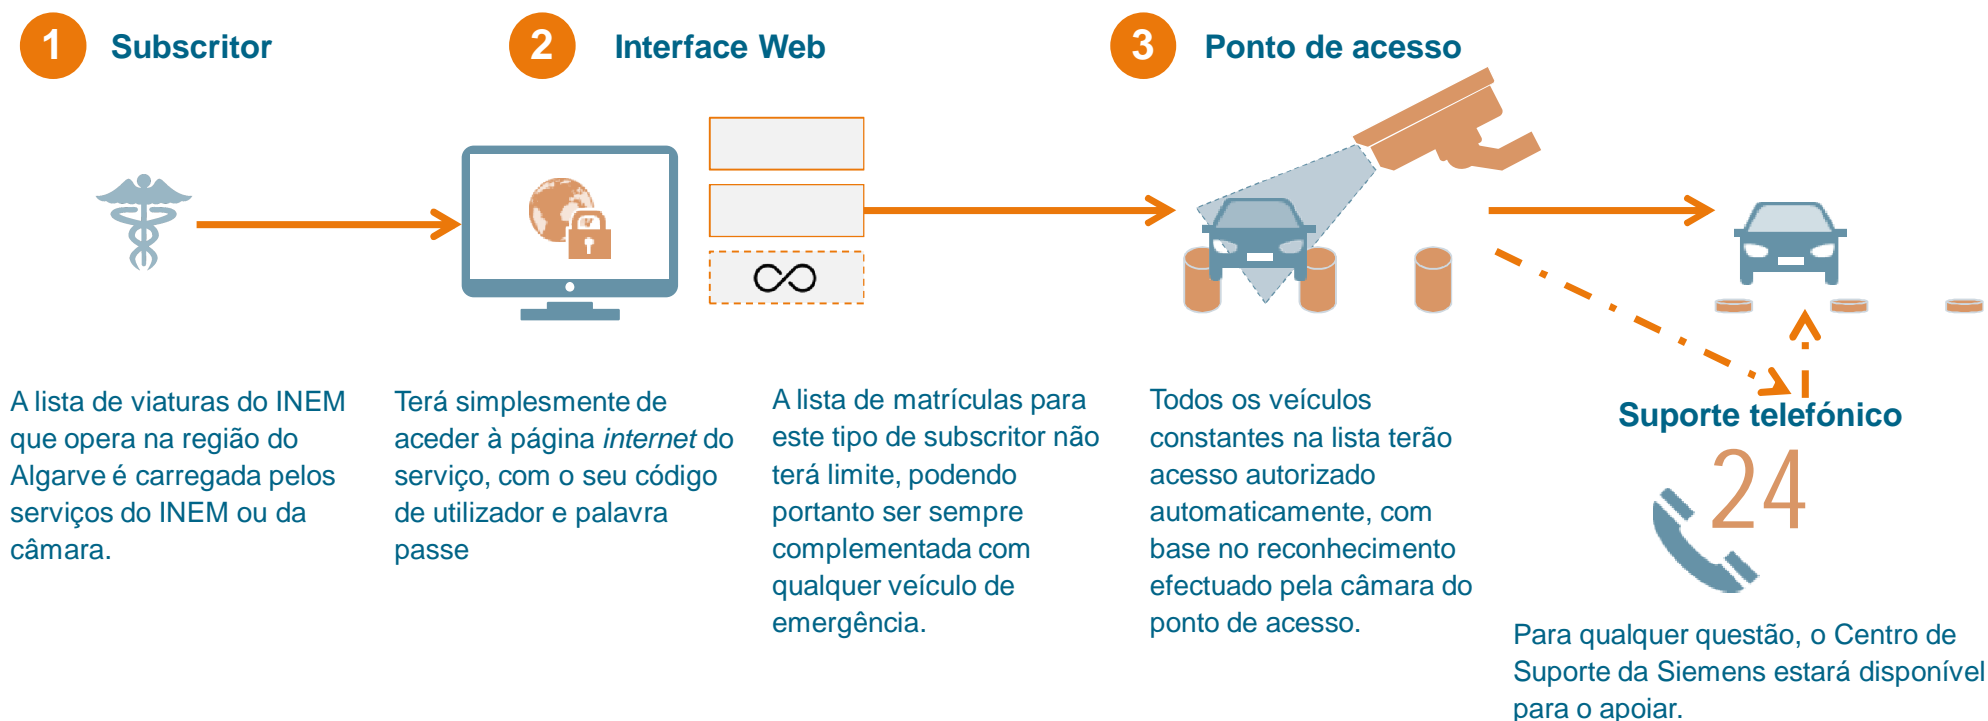 1 Subscritor
2 Interface Web
3 Ponto de acesso
A lista de viaturas do INEM
que opera na região do
Algarve é carregada pelos
serviços do INEM ou da
câmara.
Terá simplesmente de
aceder à página internet do
serviço, com o seu código
de utilizador e palavra
passe
A lista de matrículas para
este tipo de subscritor não
terá limite, podendo
portanto ser sempre
complementada com
qualquer veículo de
emergência.
Todos os veículos
constantes na lista terão
acesso autorizado
automaticamente, com
base no reconhecimento
efectuado pela câmara do
ponto de acesso.
Suporte telefónico
24
Para qualquer questão, o Centro de
Suporte da Siemens estará disponível
para o apoiar.